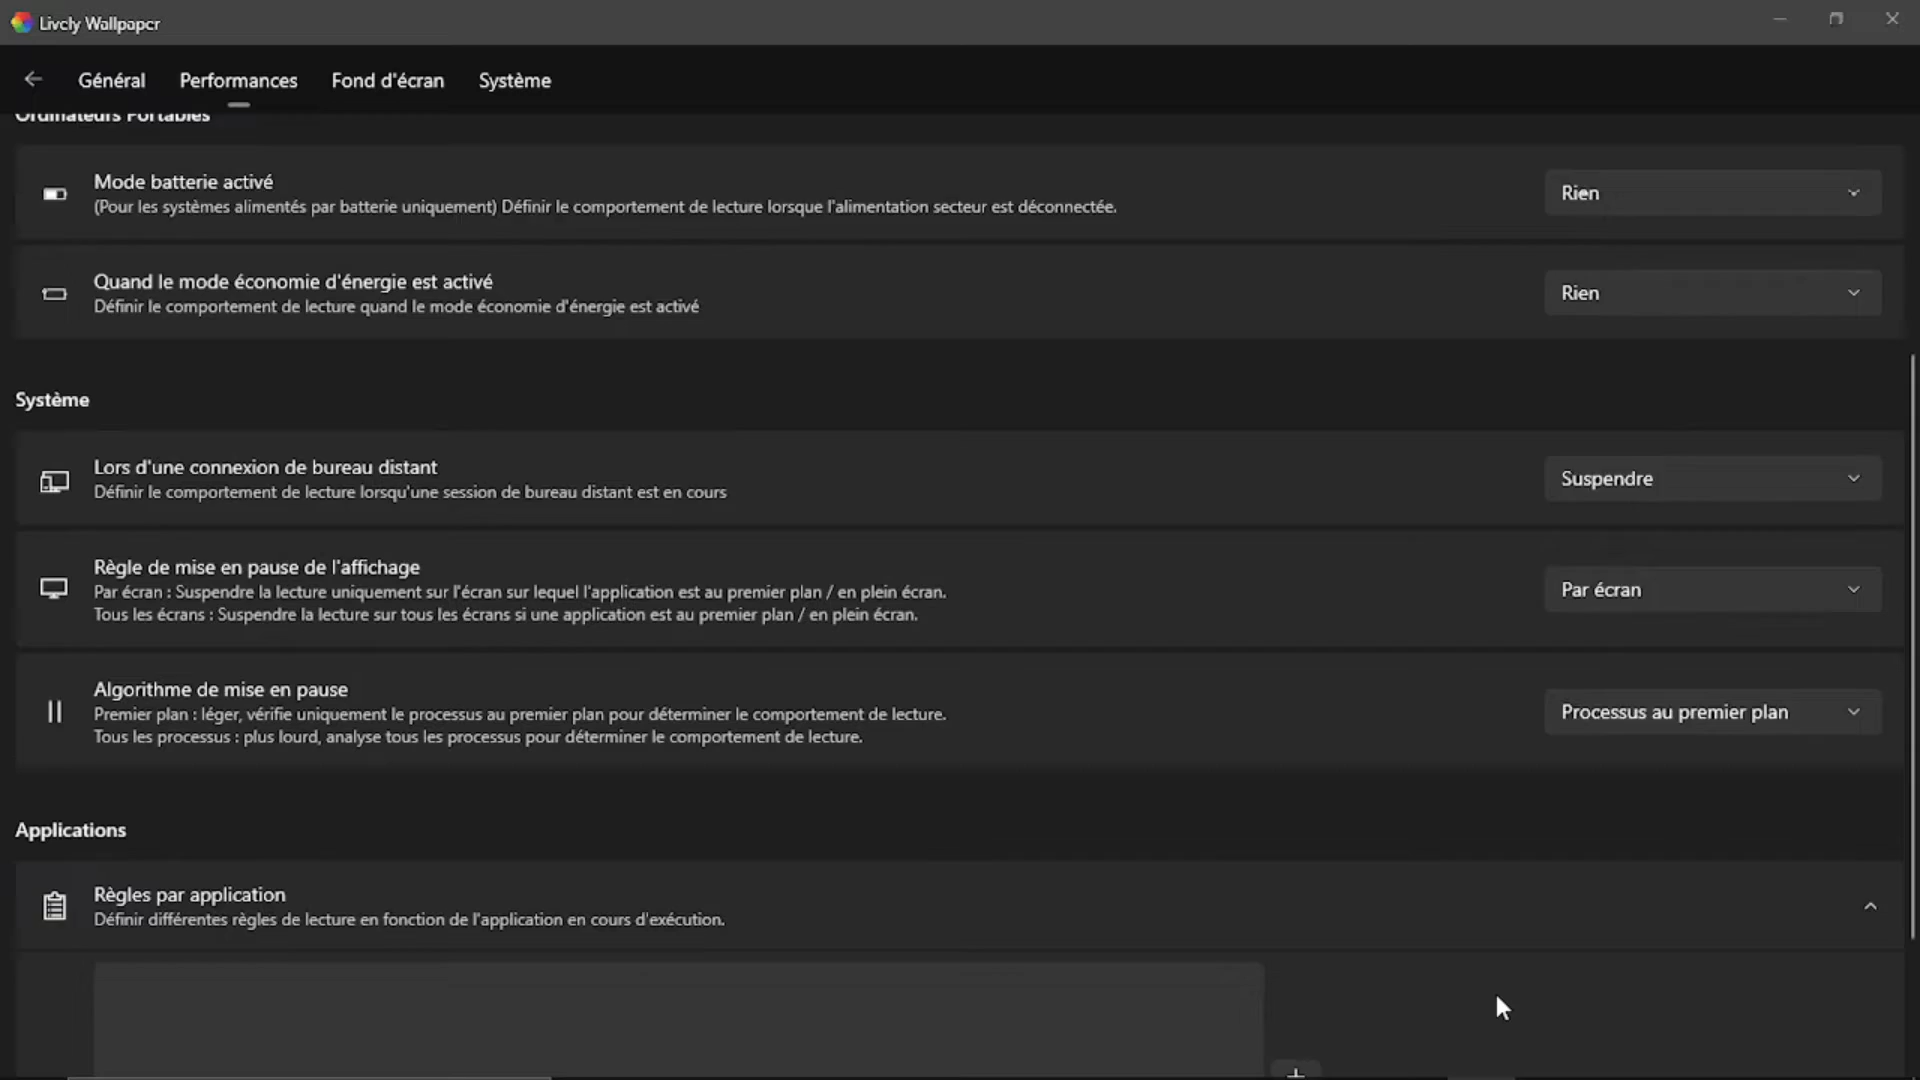 Lively Wallpaper
Général
Performances
Fond d'écran
Système
Ordinateurs Portables
Mode batterie activé
(Pour les systèmes alimentés par batterie uniquement) Définir le comportement de lecture lorsque l'alimentation secteur est déconnectée.
Rien
Quand le mode économie d'énergie est activé
Définir le comportement de lecture quand le mode économie d'énergie est activé
Rien
Système
Lors d'une connexion de bureau distant
Définir le comportement de lecture lorsqu'une session de bureau distant est en cours
Suspendre
Règle de mise en pause de l'affichage
Par écran : Suspendre la lecture uniquement sur l'écran sur lequel l'application est au premier plan / en plein écran.
Tous les écrans : Suspendre la lecture sur tous les écrans si une application est au premier plan / en plein écran.
Par écran
Algorithme de mise en pause
Premier plan : léger, vérifie uniquement le processus au premier plan pour déterminer le comportement de lecture.
Tous les processus : plus lourd, analyse tous les processus pour déterminer le comportement de lecture.
Processus au premier plan
Applications
Règles par application
Définir différentes règles de lecture en fonction de l'application en cours d'exécution.